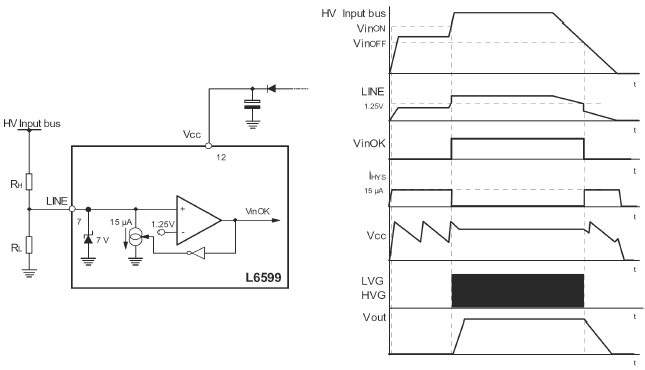 HV Input bus
RH
RL
LINE
7
7 V
15 µA
1.25V
+
-
VinOK
Vcc
12
L6599
HV Input bus
VinON
VinOFF
t
LINE
1.25V
t
VinOK
t
IHYS
15 µA
t
Vcc
t
LVG
HVG
t
Vout
t